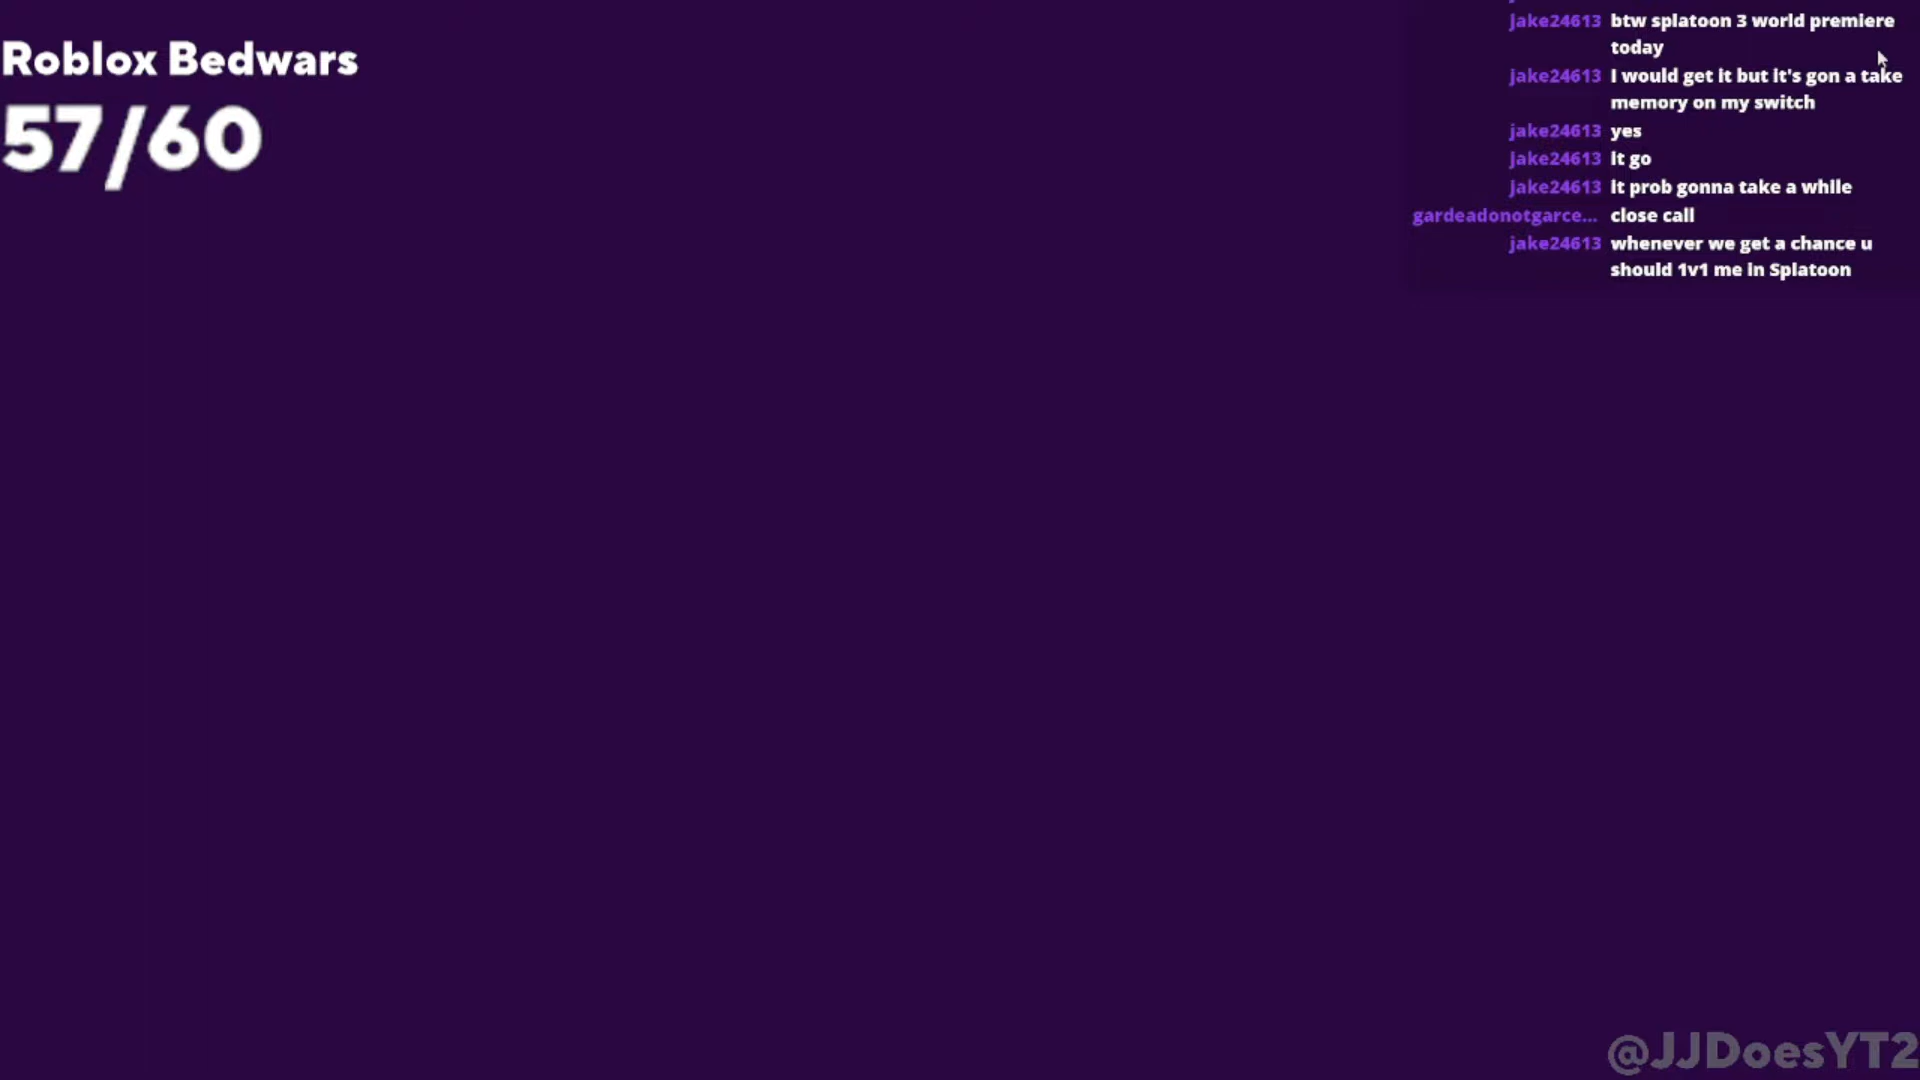 Roblox Bedwars
57/60
jake24613 btw splatoon 3 world premiere
today
jake24613 I would get it but it's gon a take
memory on my switch
jake24613 yes
jake24613 it go
jake24613 it prob gonna take a while
gardeadonotgarce... close call
jake24613 whenever we get a chance u
should 1v1 me in Splatoon
@JJDoesYT2